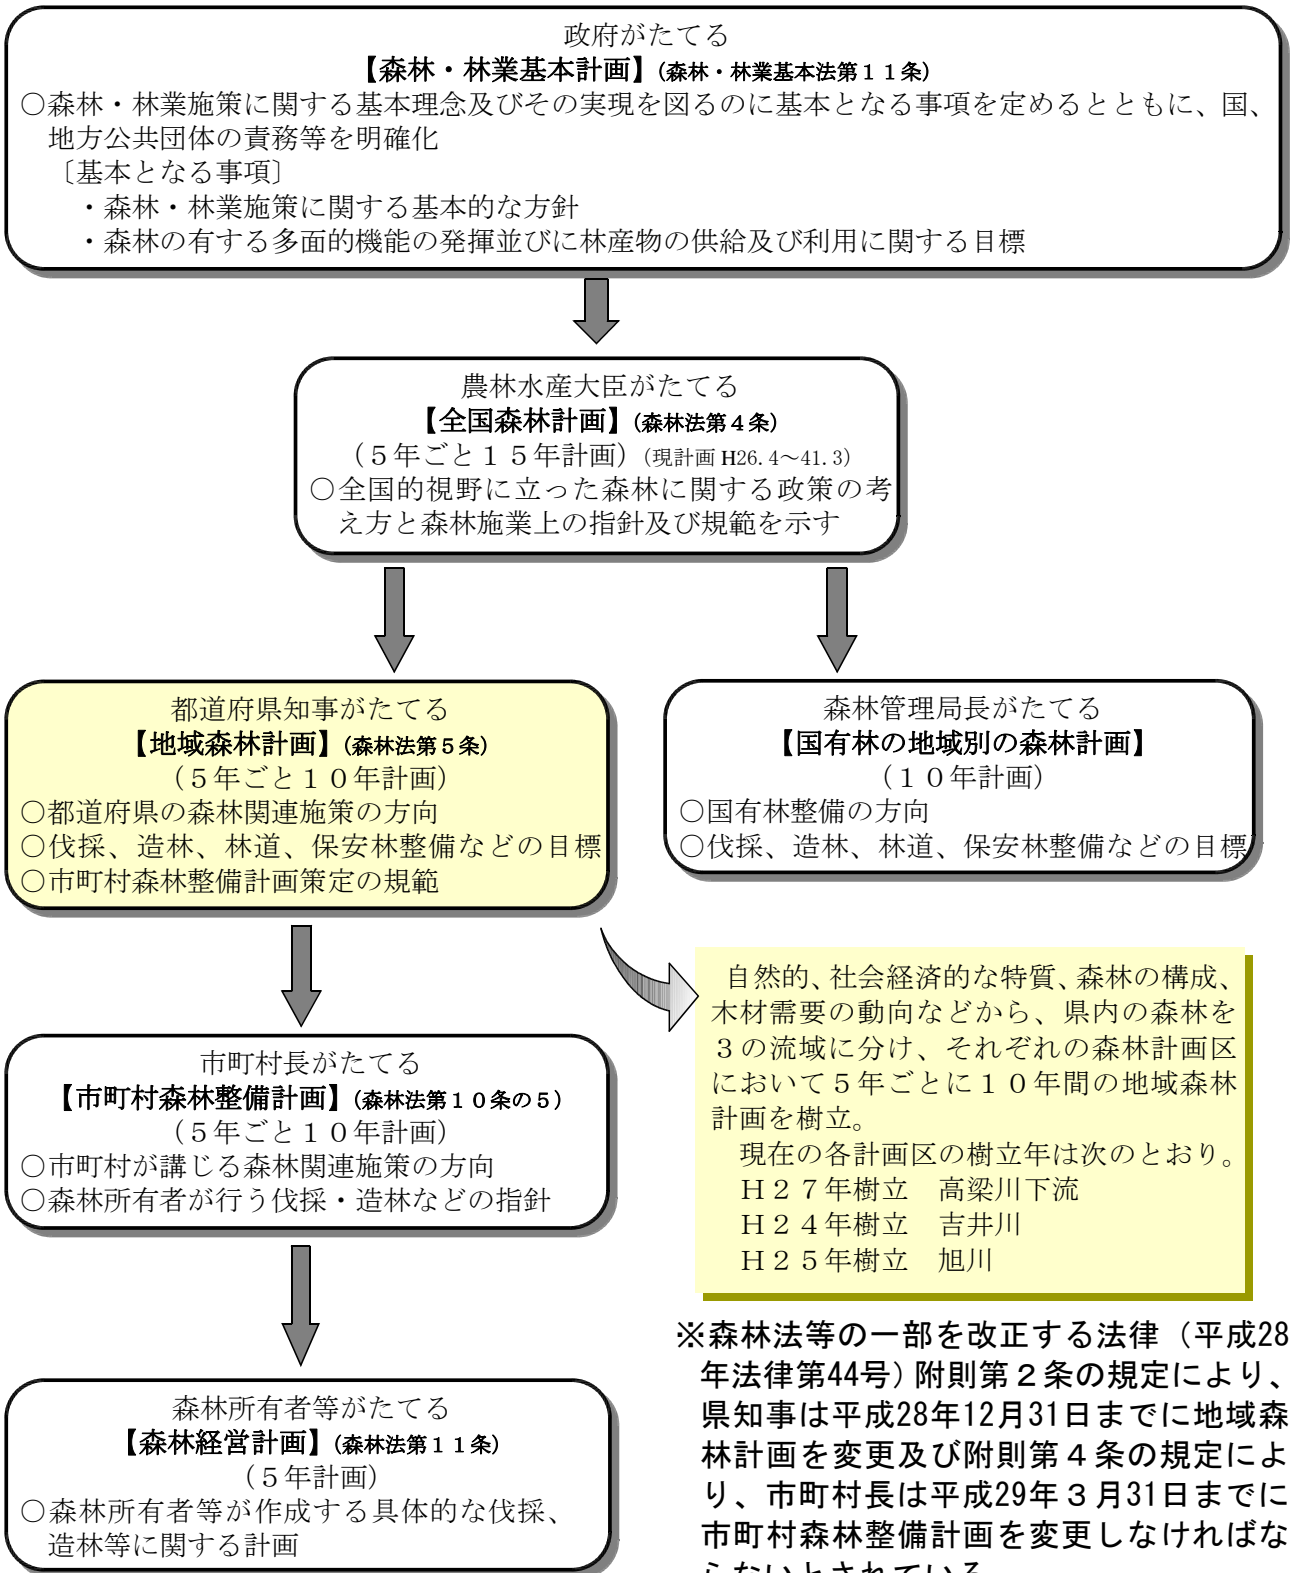 政府がたてる
【森林・林業基本計画】(森林・林業基本法第１１条)
○森林・林業施策に関する基本理念及びその実現を図るのに基本となる事項を定めるとともに、国、
地方公共団体の責務等を明確化
〔基本となる事項〕
・森林・林業施策に関する基本的な方針
・森林の有する多面的機能の発揮並びに林産物の供給及び利用に関する目標
農林水産大臣がたてる
【全国森林計画】(森林法第４条)
（５年ごと１５年計画）(現計画 H26.4～41.3)
○全国的視野に立った森林に関する政策の考
え方と森林施業上の指針及び規範を示す
都道府県知事がたてる
【地域森林計画】(森林法第５条)
（５年ごと１０年計画）
○都道府県の森林関連施策の方向
○伐採、造林、林道、保安林整備などの目標
○市町村森林整備計画策定の規範
森林管理局長がたてる
【国有林の地域別の森林計画】
（１０年計画）
○国有林整備の方向
○伐採、造林、林道、保安林整備などの目標
自然的、社会経済的な特質、森林の構成、
木材需要の動向などから、県内の森林を
３の流域に分け、それぞれの森林計画区
において５年ごとに１０年間の地域森林
計画を樹立。
現在の各計画区の樹立年は次のとおり。
Ｈ２７年樹立　高梁川下流
Ｈ２４年樹立　吉井川
Ｈ２５年樹立　旭川
市町村長がたてる
【市町村森林整備計画】(森林法第１０条の５)
（５年ごと１０年計画）
○市町村が講じる森林関連施策の方向
○森林所有者が行う伐採・造林などの指針
森林所有者等がたてる
【森林経営計画】(森林法第１１条)
（５年計画）
○森林所有者等が作成する具体的な伐採、
造林等に関する計画
※森林法等の一部を改正する法律（平成28
年法律第44号）附則第２条の規定により、
県知事は平成28年12月31日までに地域森
林計画を変更及び附則第４条の規定によ
り、市町村長は平成29年３月31日までに
市町村森林整備計画を変更しなければな
らないとされている